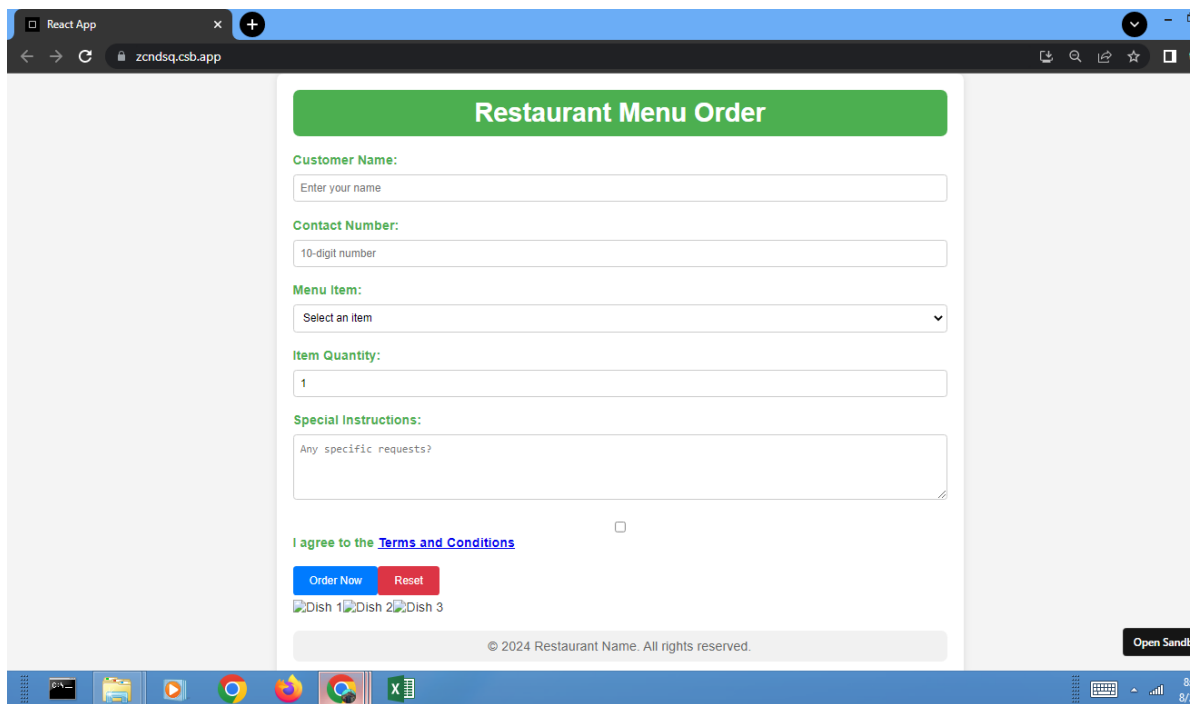 React App
zcndsq.csb.app
Restaurant Menu Order
Customer Name:
Enter your name
Contact Number:
10-digit number
Menu Item:
Select an item
Item Quantity:
1
Special Instructions:
Any specific requests?
I agree to the Terms and Conditions
Order Now Reset
Dish 1 Dish 2 Dish 3
© 2024 Restaurant Name. All rights reserved.
Open